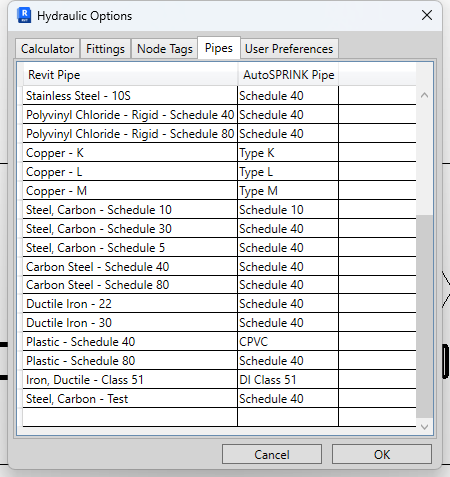 Hydraulic Options
Calculator Fittings Node Tags Pipes User Preferences
Revit Pipe AutoSPRINK Pipe
Stainless Steel - 10S Schedule 40
Polyvinyl Chloride - Rigid - Schedule 40 Schedule 40
Polyvinyl Chloride - Rigid - Schedule 80 Schedule 40
Copper - K Type K
Copper - L Type L
Copper - M Type M
Steel, Carbon - Schedule 10 Schedule 10
Steel, Carbon - Schedule 30 Schedule 40
Steel, Carbon - Schedule 5 Schedule 40
Carbon Steel - Schedule 40 Schedule 40
Carbon Steel - Schedule 80 Schedule 40
Ductile Iron - 22 Schedule 40
Ductile Iron - 30 Schedule 40
Plastic - Schedule 40 CPVC
Plastic - Schedule 80 Schedule 40
Iron, Ductile - Class 51 DI Class 51
Steel, Carbon - Test Schedule 40
Cancel OK